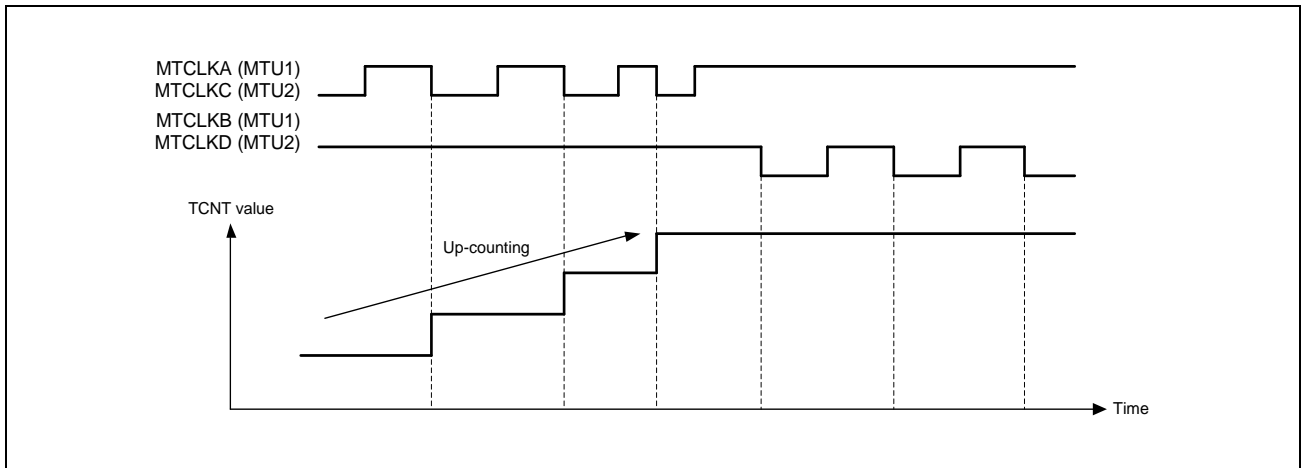 MTCLKA (MTU1)
MTCLKC (MTU2)
MTCLKB (MTU1)
MTCLKD (MTU2)
TCNT value
Up-counting
Time